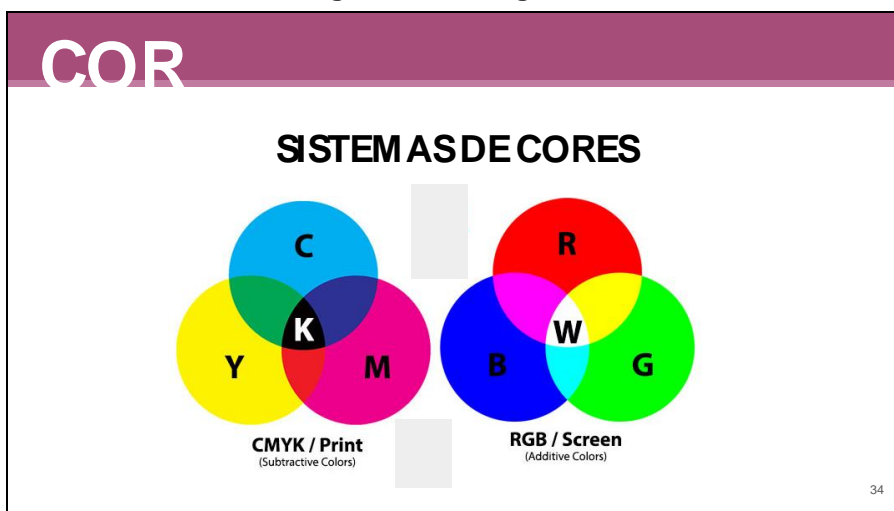 COR
SISTEMAS DE CORES
C
K
Y
M
CMYK / Print
(Subtractive Colors)
R
W
B
G
RGB / Screen
(Additive Colors)
34